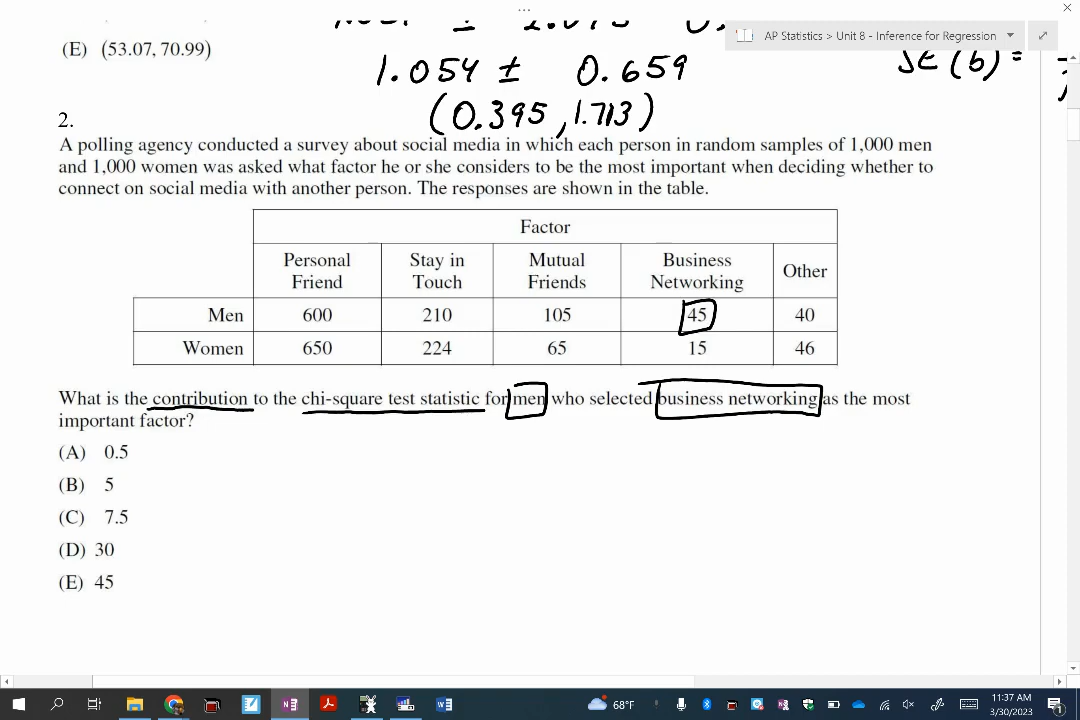 AP Statistics > Unit 8 - Inference for Regression
(E) (53.07, 70.99)
1.054 ± 0.659
SE (b) =
(0.395, 1.713)
2.
A polling agency conducted a survey about social media in which each person in random samples of 1,000 men
and 1,000 women was asked what factor he or she considers to be the most important when deciding whether to
connect on social media with another person. The responses are shown in the table.
Factor
Personal Friend Stay in Touch Mutual Friends Business Networking Other
Men 600 210 105 45 40
Women 650 224 65 15 46
What is the contribution to the chi-square test statistic for men who selected business networking as the most
important factor?
(A) 0.5
(B) 5
(C) 7.5
(D) 30
(E) 45
68°F
11:37 AM
3/30/2023